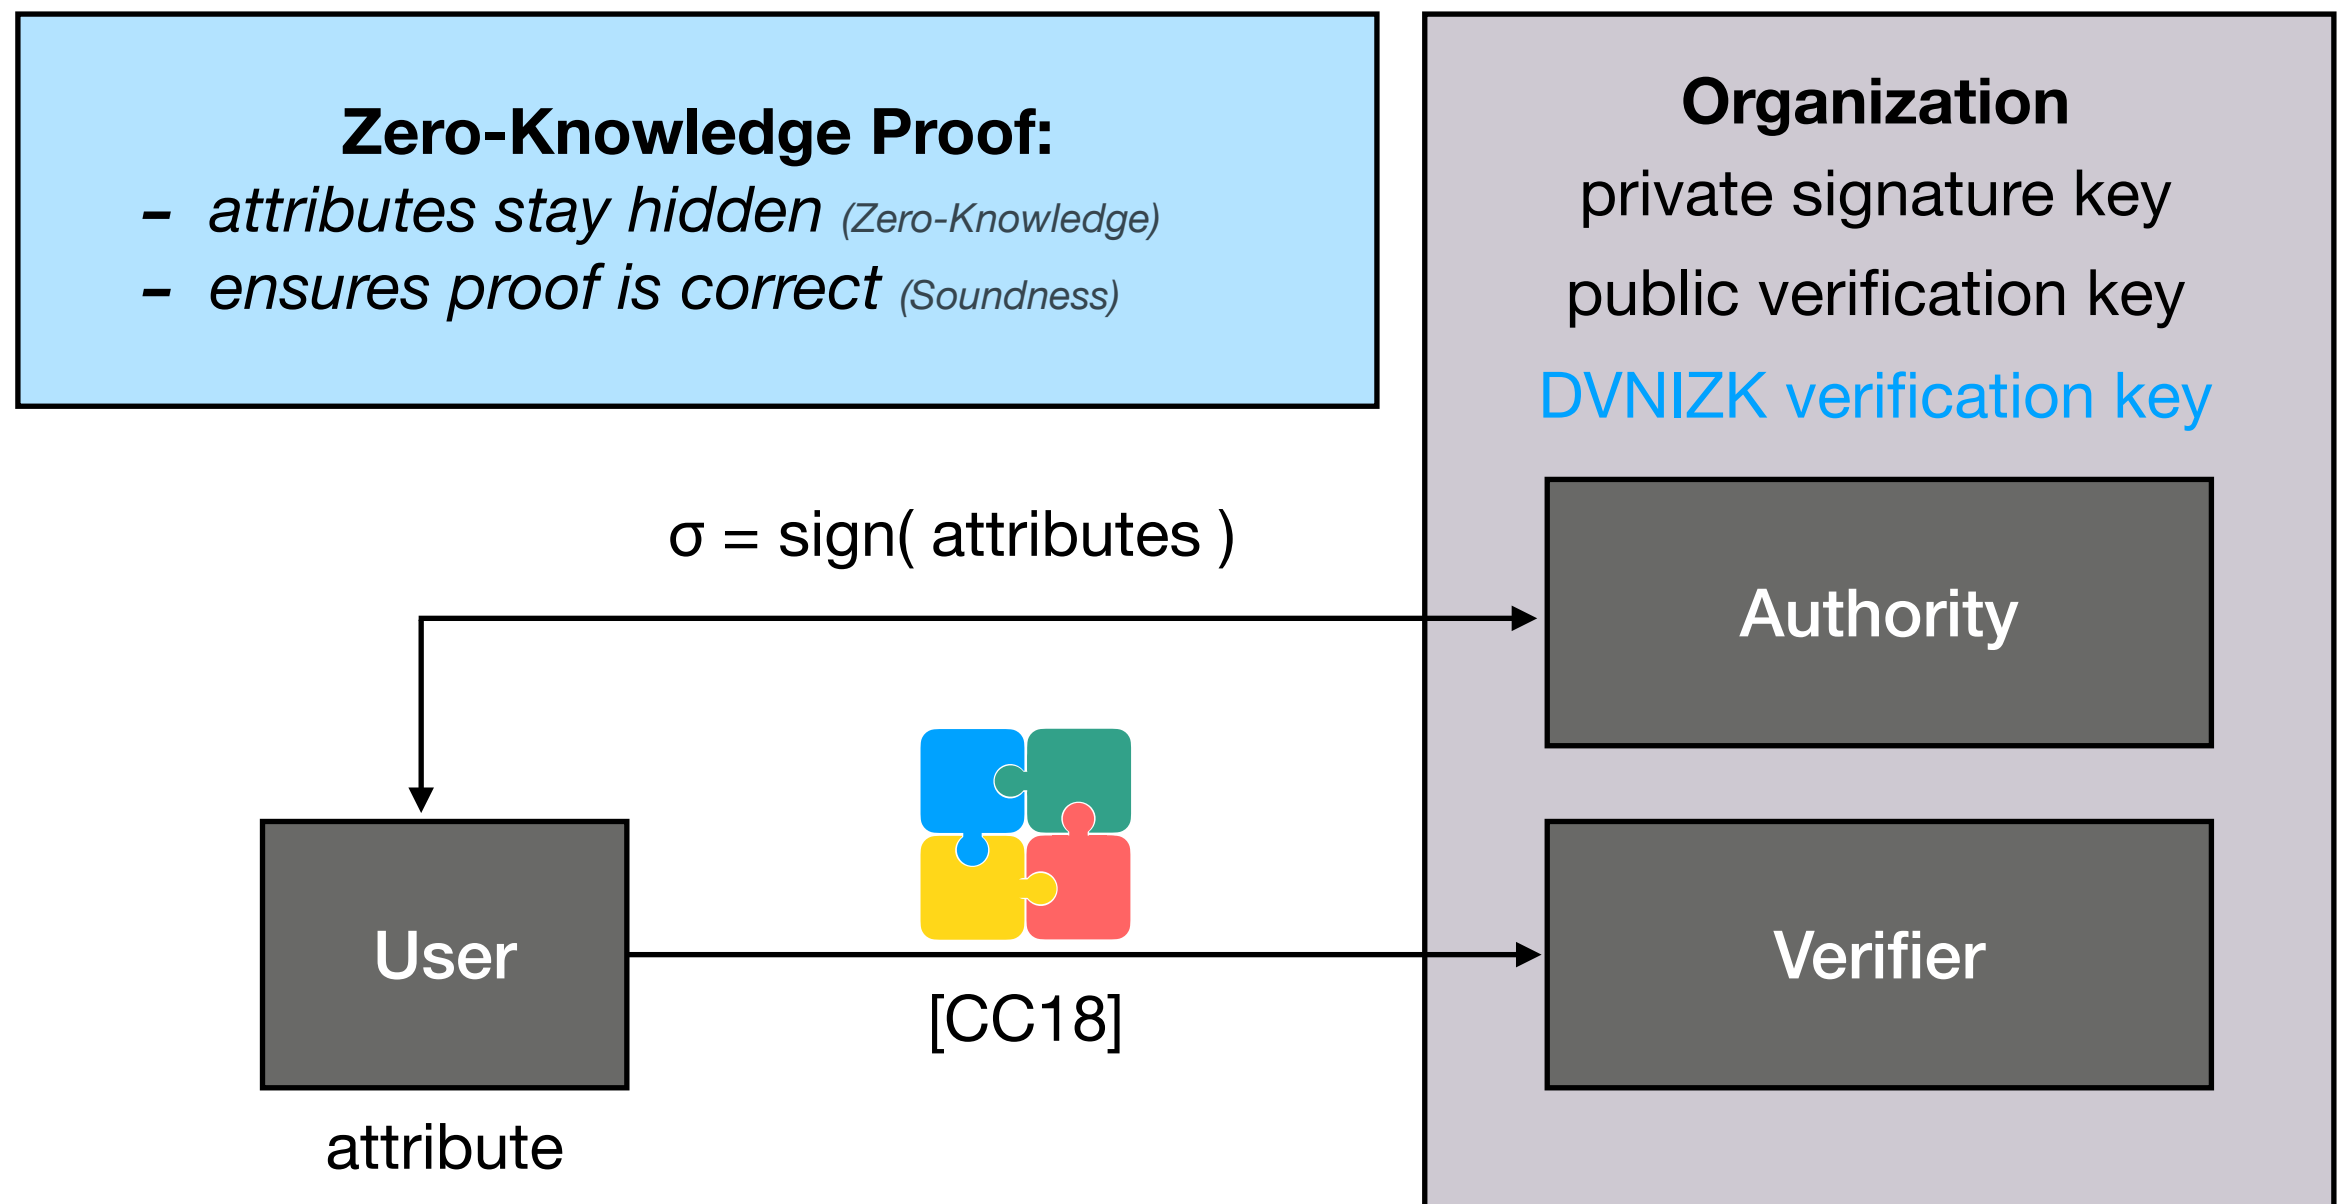 Zero-Knowledge Proof:
- attributes stay hidden (Zero-Knowledge)
- ensures proof is correct (Soundness)
Organization
private signature key
public verification key
DVNIZK verification key
σ = sign( attributes )
Authority
User
[CC18]
Verifier
attribute